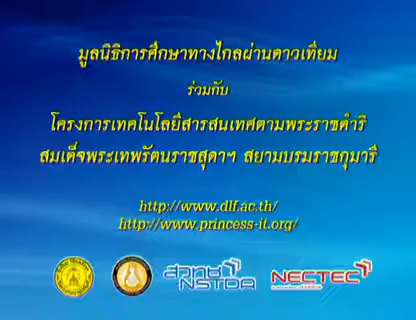 มูลนิธิการศึกษาทางไกลผ่านดาวเทียม
ร่วมกับ
โครงการเทคโนโลยีสารสนเทศตามพระราชดำริ
สมเด็จพระเทพรัตนราชสุดาฯ สยามบรมราชกุมารี
http://www.dlf.ac.th/
http://www.princess-it.org/
สวทช
NSTDA
NECTEC